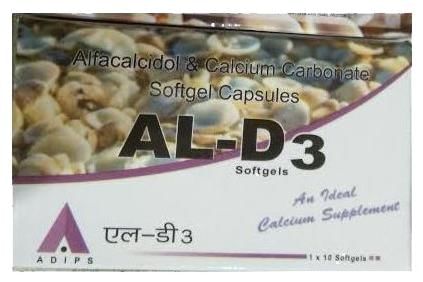 Alfacalcidol & Calcium Carbonate
Softgel Capsules
AL-D3
Softgels
An Ideal
Calcium Supplement
ADIPS
एल-डी 3
1 x 10 Softgels